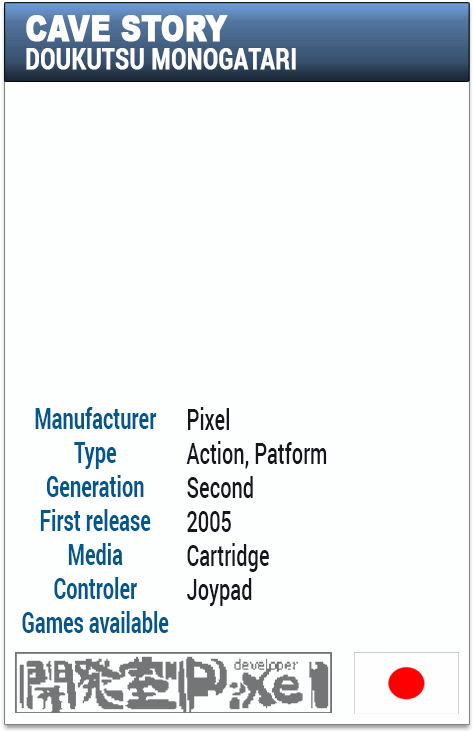 CAVE STORY
DOUKUTSU MONOGATARI
Manufacturer Pixel
Type Action, Patform
Generation Second
First release 2005
Media Cartridge
Controler Joypad
Games available
開発室Pixel
developer